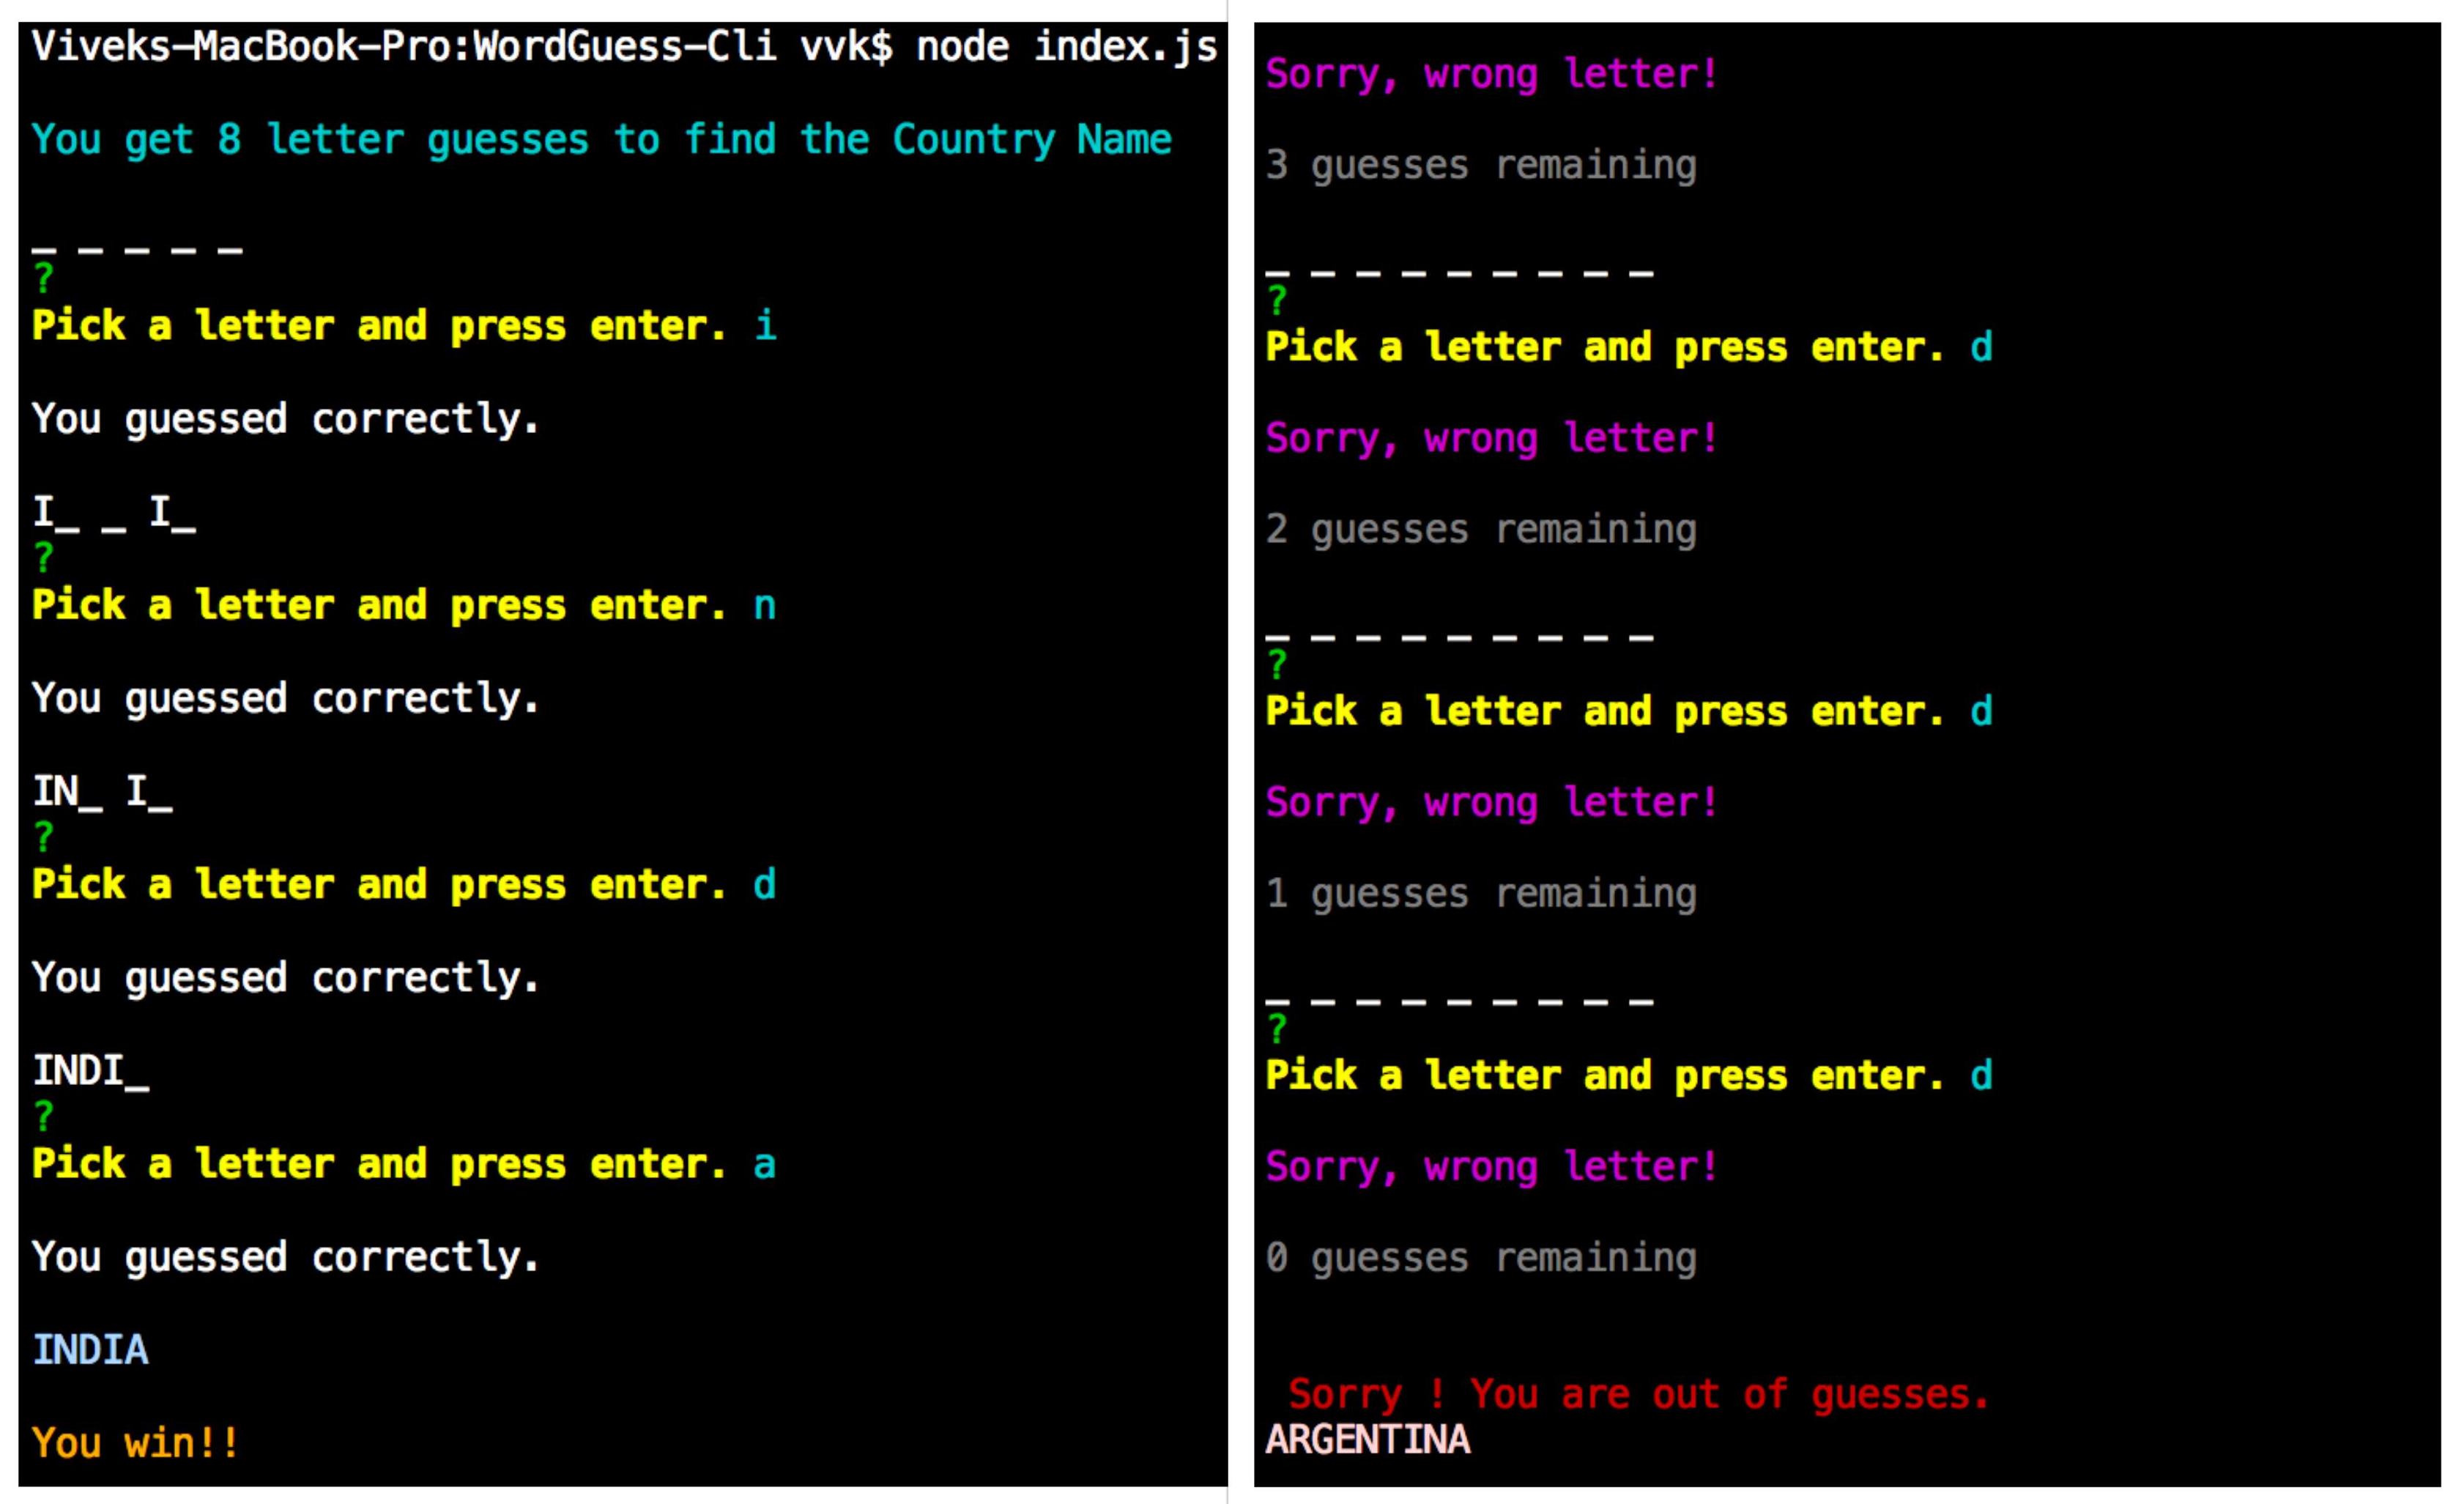 Viveks-MacBook-Pro:WordGuess-Cli vvk$ node index.js
You get 8 letter guesses to find the Country Name
_ _ _ _ _
?
Pick a letter and press enter. i
You guessed correctly.
I_ _ I_
?
Pick a letter and press enter. n
You guessed correctly.
IN_ I_
?
Pick a letter and press enter. d
You guessed correctly.
INDI_
?
Pick a letter and press enter. a
You guessed correctly.
INDIA
You win!!
Sorry, wrong letter!
3 guesses remaining
_ _ _ _ _ _ _ _ _
?
Pick a letter and press enter. d
Sorry, wrong letter!
2 guesses remaining
_ _ _ _ _ _ _ _ _
?
Pick a letter and press enter. d
Sorry, wrong letter!
1 guesses remaining
_ _ _ _ _ _ _ _ _
?
Pick a letter and press enter. d
Sorry, wrong letter!
0 guesses remaining
Sorry ! You are out of guesses.
ARGENTINA